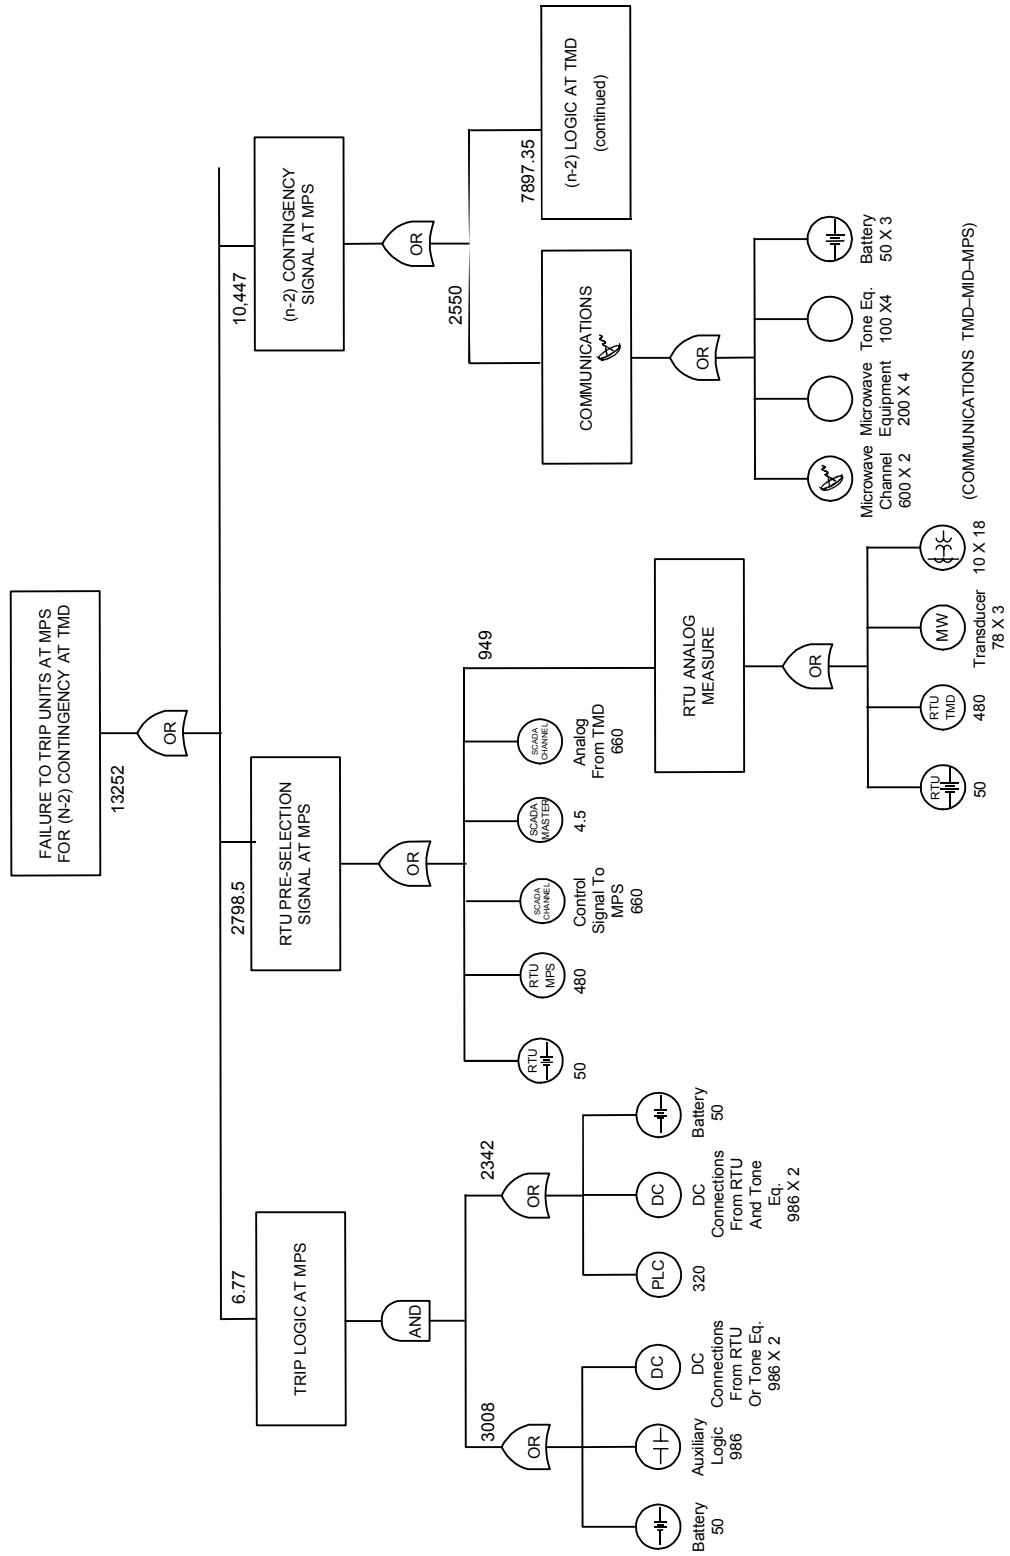 FAILURE TO TRIP UNITS AT MPS
FOR (N-2) CONTINGENCY AT TMD
13252
OR
6.77
TRIP LOGIC AT MPS
AND
3008
OR
Battery
50
Auxiliary
Logic
986
DC
DC
Connections
From RTU
Or Tone Eq.
986 X 2
2342
OR
PLC
320
DC
DC
Connections
From RTU
And Tone
Eq.
986 X 2
Battery
50
2798.5
RTU PRE-SELECTION
SIGNAL AT MPS
OR
RTU
50
RTU
MPS
480
SCADA
CHANNEL
Control
Signal To
MPS
660
SCADA
MASTER
4.5
SCADA
CHANNEL
Analog
From TMD
660
949
RTU ANALOG
MEASURE
OR
RTU
50
RTU
TMD
480
MW
Transducer
78 X 3
10 X 18
10,447
(n-2) CONTINGENCY
SIGNAL AT MPS
OR
2550
COMMUNICATIONS
OR
Microwave
Channel
600 X 2
Microwave
Equipment
200 X 4
Tone Eq.
100 X4
Battery
50 X 3
7897.35
(n-2) LOGIC AT TMD
(continued)
(COMMUNICATIONS TMD–MID–MPS)